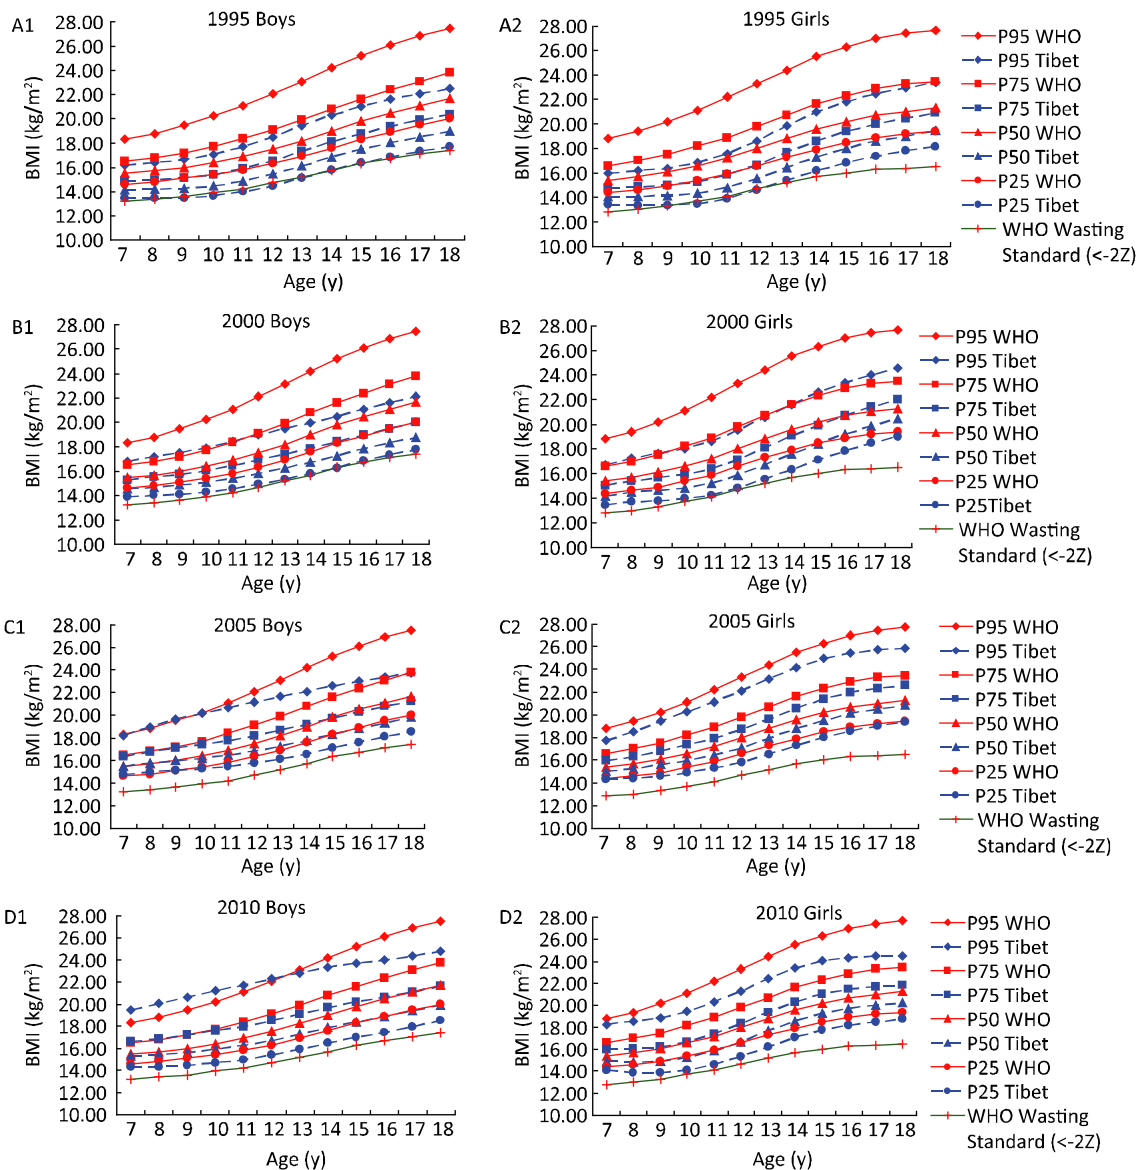 A1
1995 Boys
28.00
26.00
24.00
22.00
20.00
18.00
16.00
14.00
12.00
10.00
BMI (kg/m²)
7 8 9 10 11 12 13 14 15 16 17 18
Age (y)
A2
1995 Girls
28.00
26.00
24.00
22.00
20.00
18.00
16.00
14.00
12.00
10.00
BMI (kg/m²)
7 8 9 10 11 12 13 14 15 16 17 18
Age (y)
P95 WHO
P95 Tibet
P75 WHO
P75 Tibet
P50 WHO
P50 Tibet
P25 WHO
P25 Tibet
WHO Wasting
Standard (<-2Z)
B1
2000 Boys
28.00
26.00
24.00
22.00
20.00
18.00
16.00
14.00
12.00
10.00
BMI (kg/m²)
7 8 9 10 11 12 13 14 15 16 17 18
Age (y)
B2
2000 Girls
28.00
26.00
24.00
22.00
20.00
18.00
16.00
14.00
12.00
10.00
BMI (kg/m²)
7 8 9 10 11 12 13 14 15 16 17 18
Age (y)
P95 WHO
P95 Tibet
P75 WHO
P75 Tibet
P50 WHO
P50 Tibet
P25 WHO
P25Tibet
WHO Wasting
Standard (<-2Z)
C1
2005 Boys
28.00
26.00
24.00
22.00
20.00
18.00
16.00
14.00
12.00
10.00
BMI (kg/m²)
7 8 9 10 11 12 13 14 15 16 17 18
Age (y)
C2
2005 Girls
28.00
26.00
24.00
22.00
20.00
18.00
16.00
14.00
12.00
10.00
BMI (kg/m²)
7 8 9 10 11 12 13 14 15 16 17 18
Age (y)
P95 WHO
P95 Tibet
P75 WHO
P75 Tibet
P50 WHO
P50 Tibet
P25 WHO
P25 Tibet
WHO Wasting
Standard (<-2Z)
D1
2010 Boys
28.00
26.00
24.00
22.00
20.00
18.00
16.00
14.00
12.00
10.00
BMI (kg/m²)
7 8 9 10 11 12 13 14 15 16 17 18
Age (y)
D2
2010 Girls
28.00
26.00
24.00
22.00
20.00
18.00
16.00
14.00
12.00
10.00
BMI (kg/m²)
7 8 9 10 11 12 13 14 15 16 17 18
Age (y)
P95 WHO
P95 Tibet
P75 WHO
P75 Tibet
P50 WHO
P50 Tibet
P25 WHO
P25 Tibet
WHO Wasting
Standard (<-2Z)